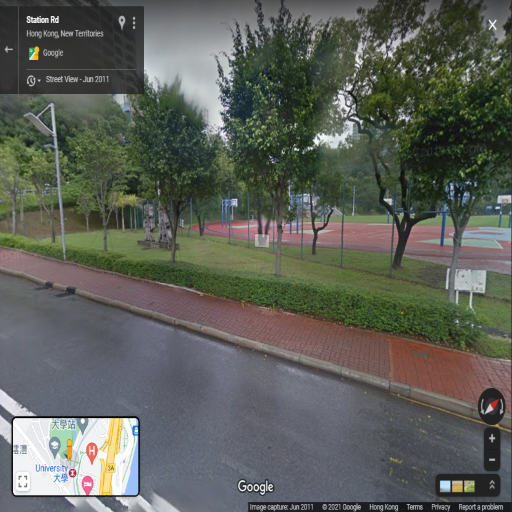 Station Rd
Hong Kong, New Territories
Google
Street View - Jun 2011
大學站
University
大學
3A
H
Google
Image capture: Jun 2011 © 2021 Google Hong Kong Terms Privacy Report a problem